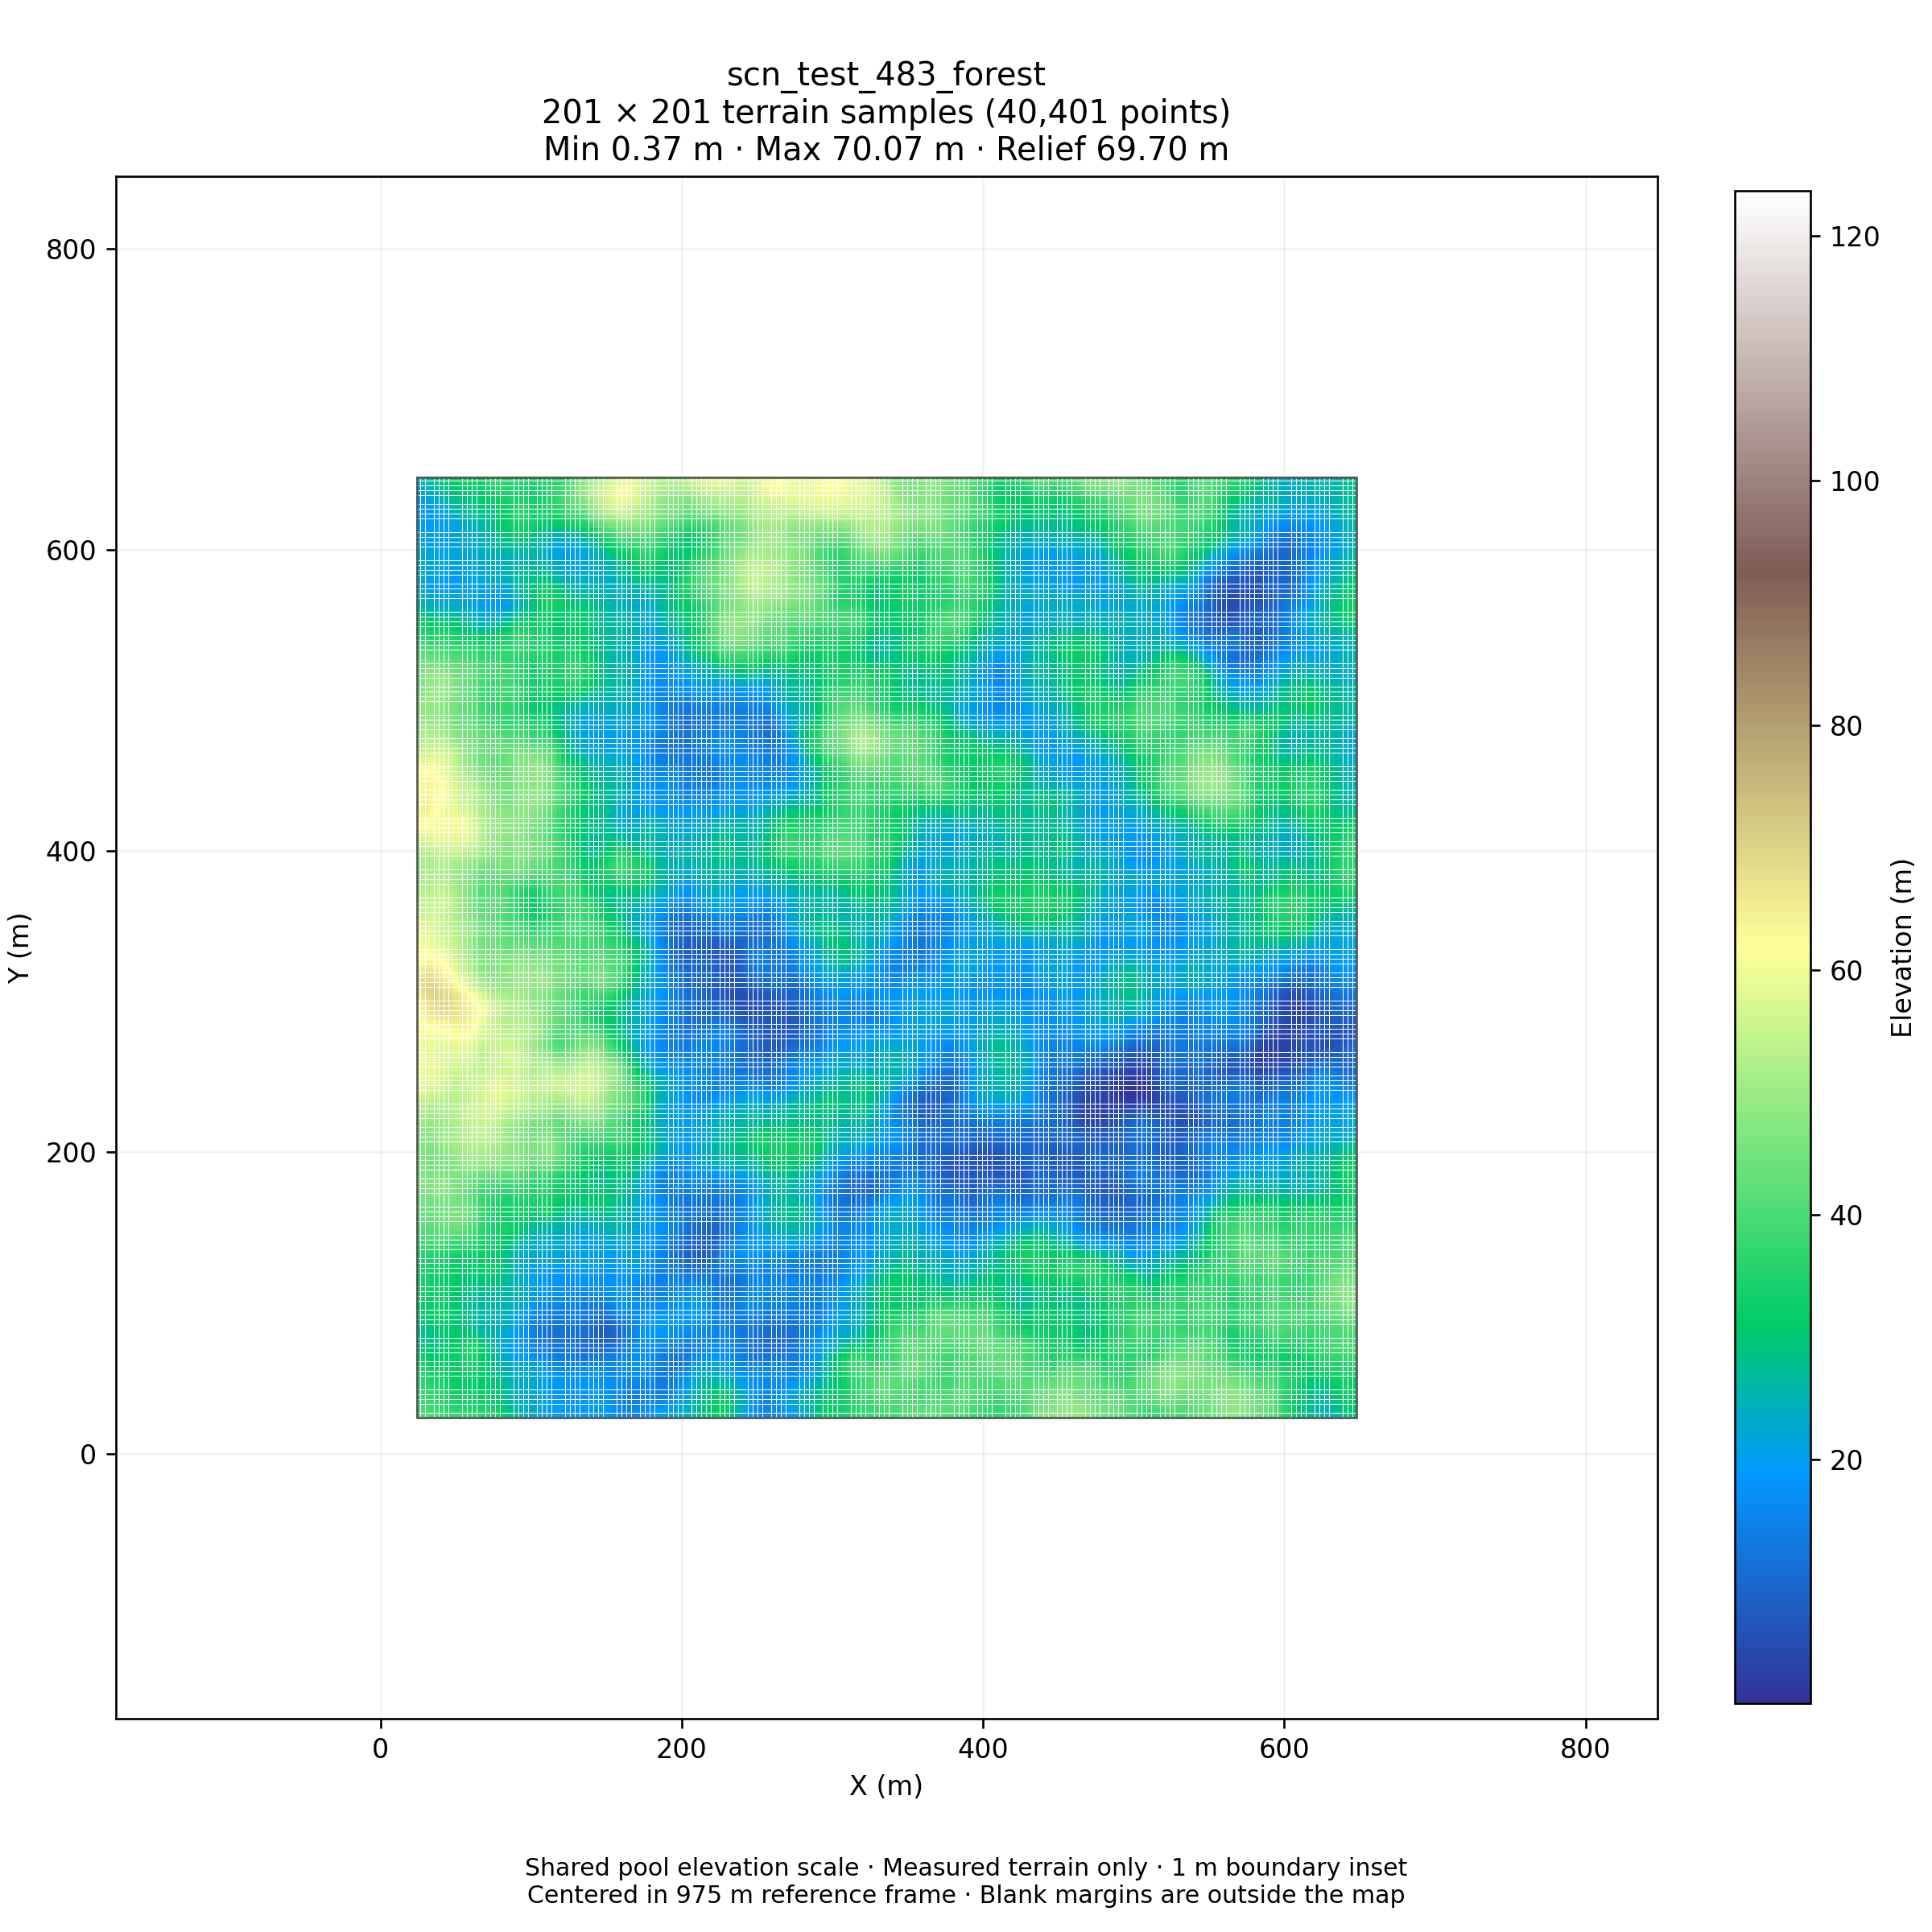 scn_test_483_forest
201 × 201 terrain samples (40,401 points)
Min 0.37 m · Max 70.07 m · Relief 69.70 m
800
600
400
200
0
Y (m)
0
200
400
600
800
X (m)
120
100
80
60
40
20
Elevation (m)
Shared pool elevation scale · Measured terrain only · 1 m boundary inset
Centered in 975 m reference frame · Blank margins are outside the map